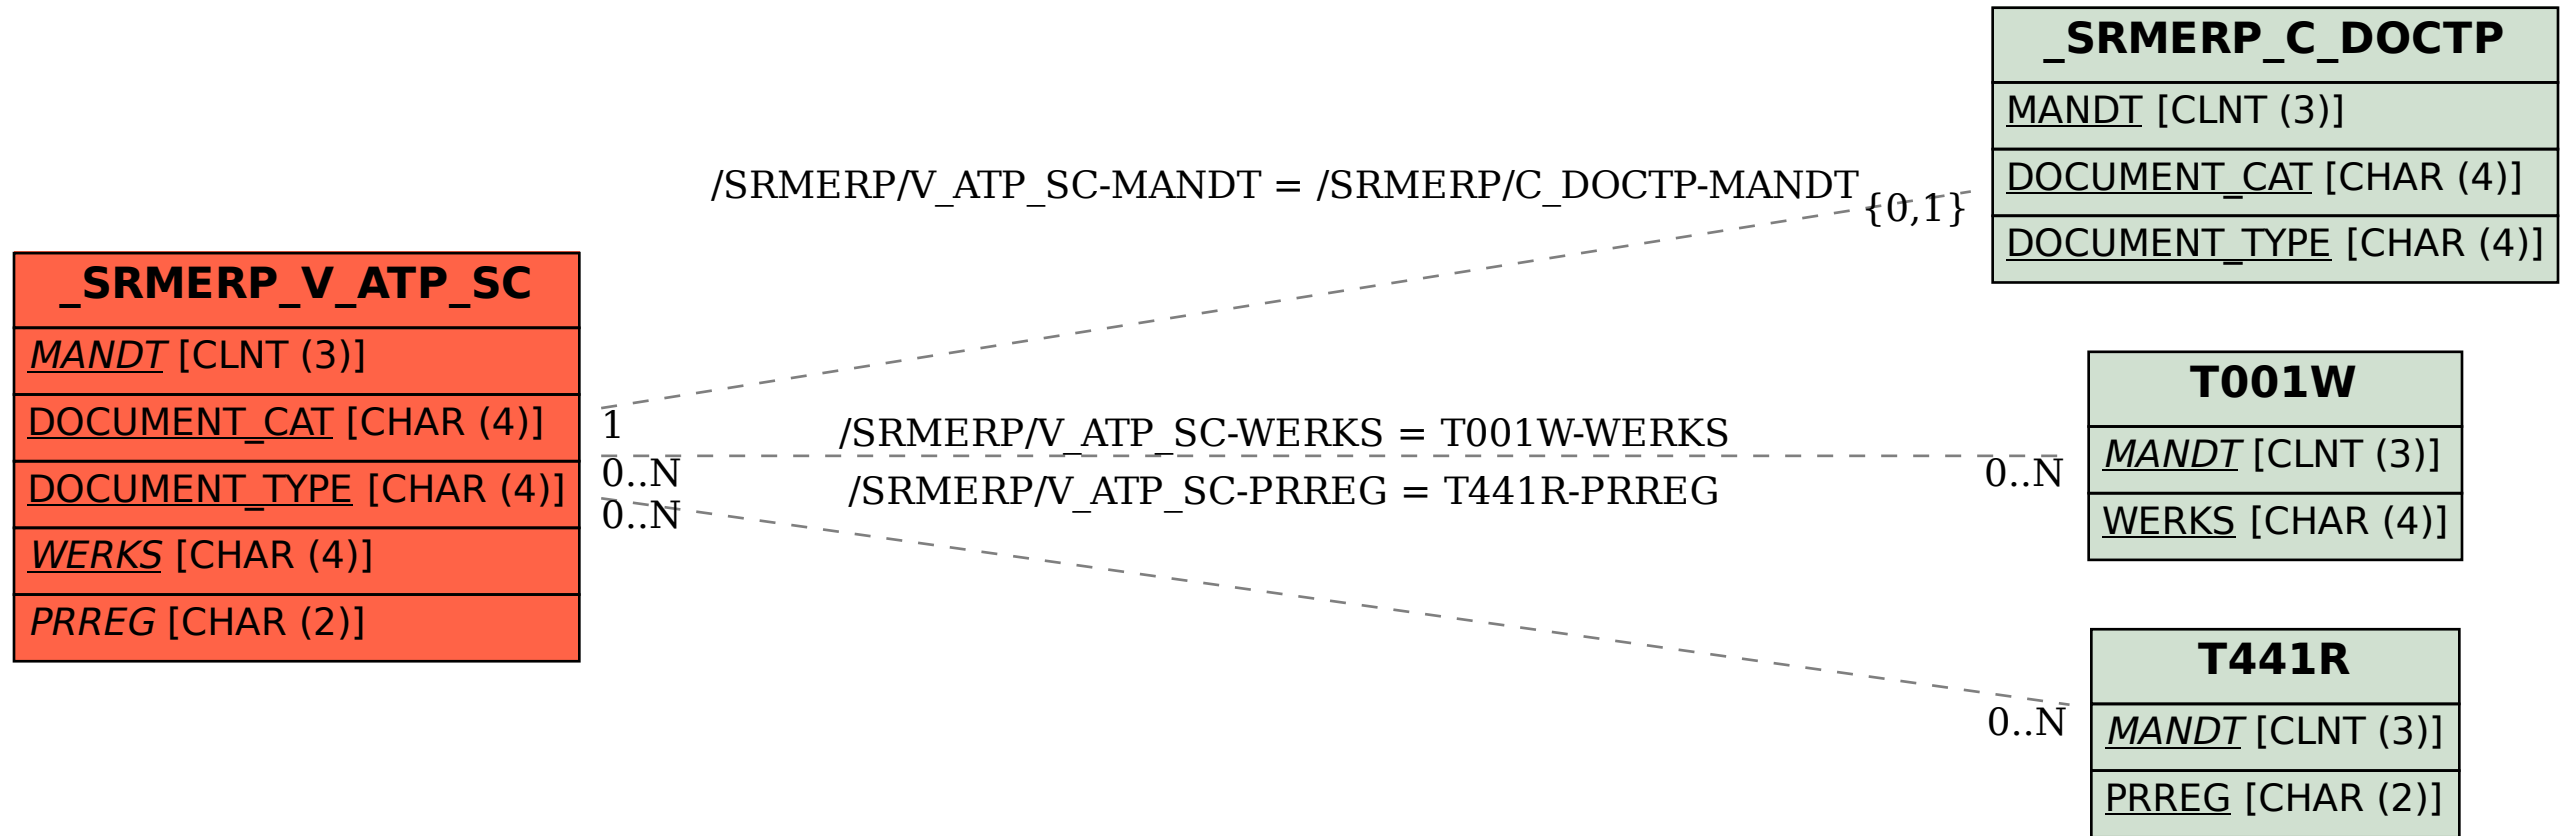 _SRMERP_C_DOCTP
MANDT [CLNT (3)]
DOCUMENT_CAT [CHAR (4)]
DOCUMENT_TYPE [CHAR (4)]
/SRMERP/V_ATP_SC-MANDT = /SRMERP/C_DOCTP-MANDT
{0,1}
_SRMERP_V_ATP_SC
MANDT [CLNT (3)]
DOCUMENT_CAT [CHAR (4)]
DOCUMENT_TYPE [CHAR (4)]
WERKS [CHAR (4)]
PRREG [CHAR (2)]
1
/SRMERP/V_ATP_SC-WERKS = T001W-WERKS
0..N
0..N
/SRMERP/V_ATP_SC-PRREG = T441R-PRREG
0..N
0..N
T001W
MANDT [CLNT (3)]
WERKS [CHAR (4)]
T441R
MANDT [CLNT (3)]
PRREG [CHAR (2)]